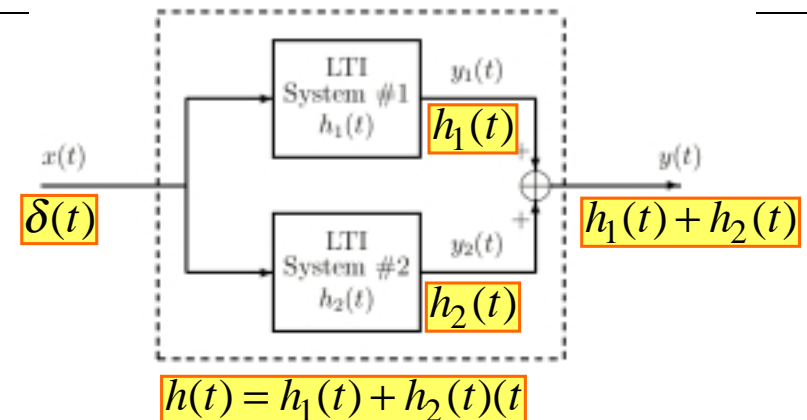 LTI
System #1
h₁(t)
y₁(t)
h₁(t)
+
x(t)
δ(t)
y(t)
h₁(t) + h₂(t)
+
LTI
System #2
h₂(t)
y₂(t)
h₂(t)
h(t) = h₁(t) + h₂(t)(t